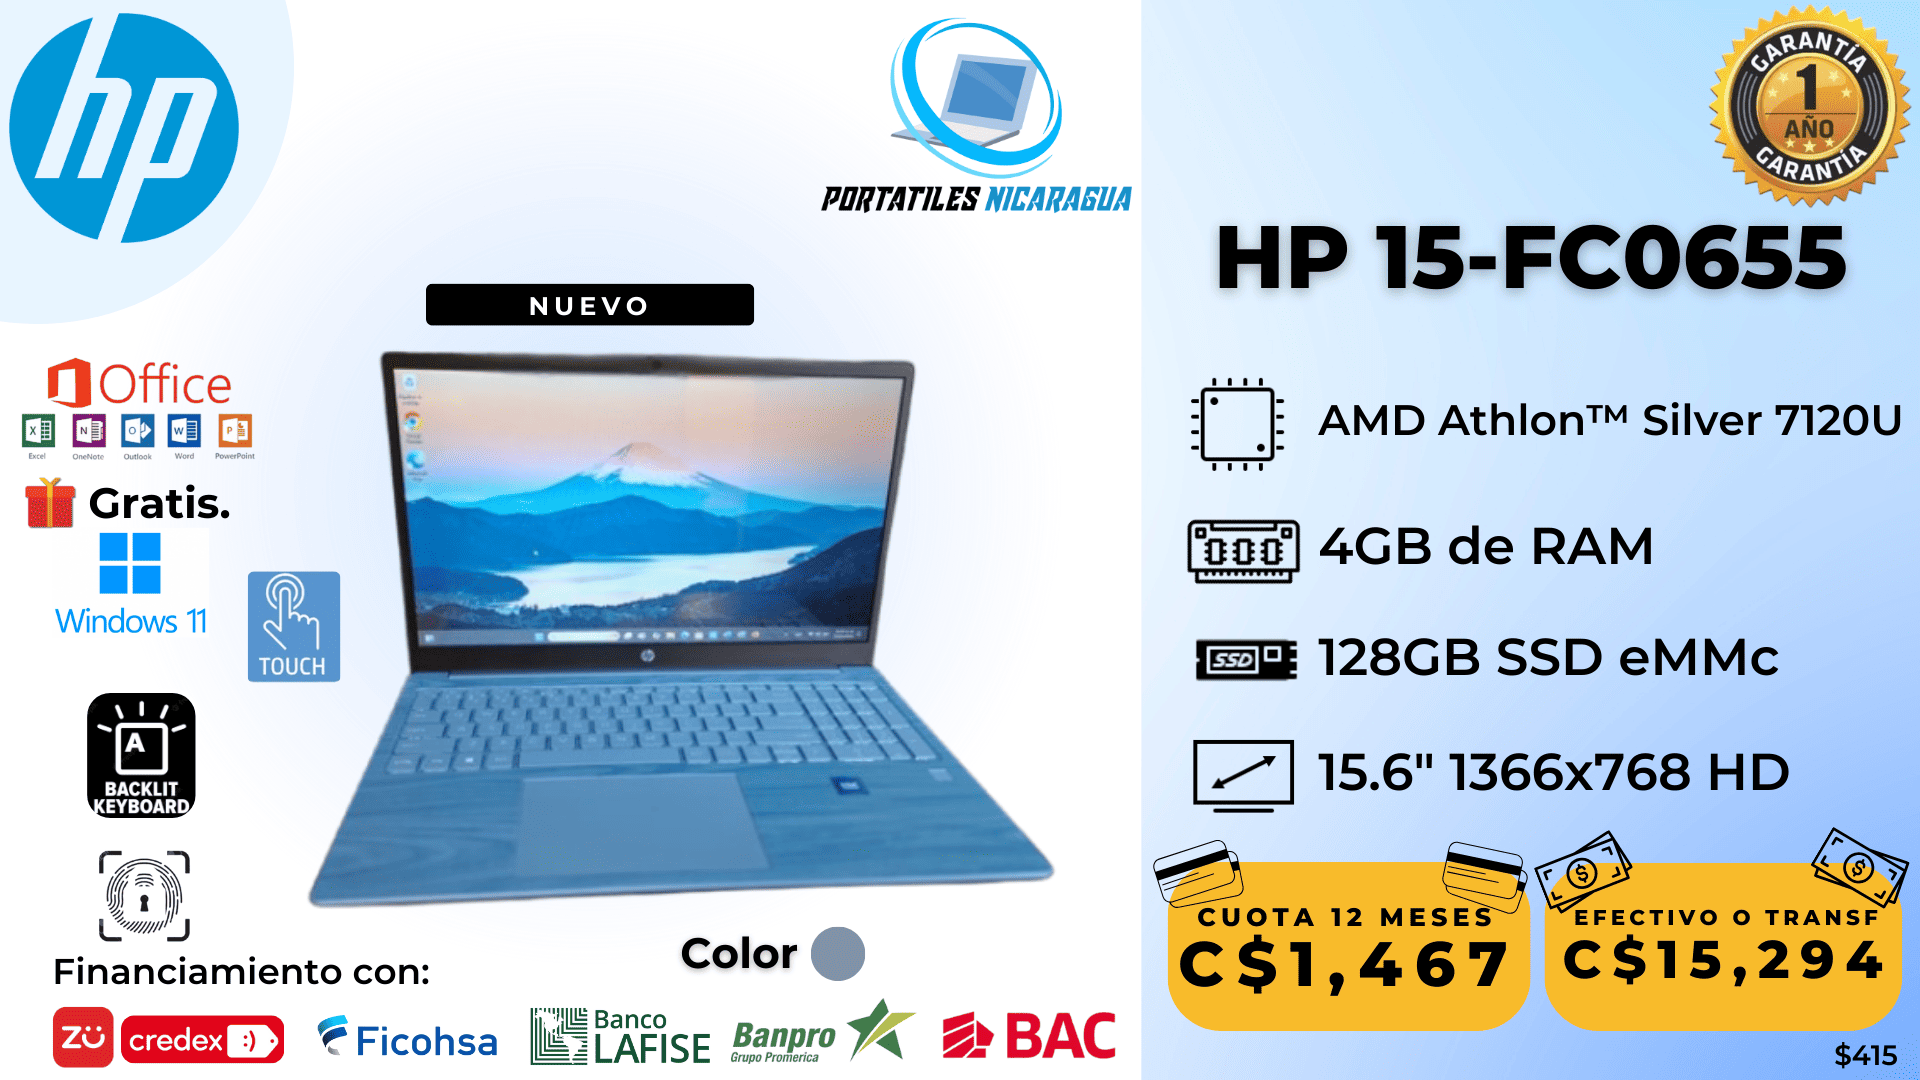 hp
PORTATILES NICARAGUA
GARANTÍA
1
AÑO
GARANTÍA
HP 15-FC0655
NUEVO
Office
Excel
OneNote
Outlook
Word
PowerPoint
Gratis.
Windows 11
TOUCH
A
BACKLIT
KEYBOARD
AMD Athlon™ Silver 7120U
4GB de RAM
SSD
128GB SSD eMMc
15.6" 1366x768 HD
CUOTA 12 MESES
C$1,467
EFECTIVO O TRANSF
C$15,294
$415
Color
Financiamiento con:
ZU
credex :)
Ficohsa
Banco
LAFISE
Banpro
Grupo Promerica
BAC